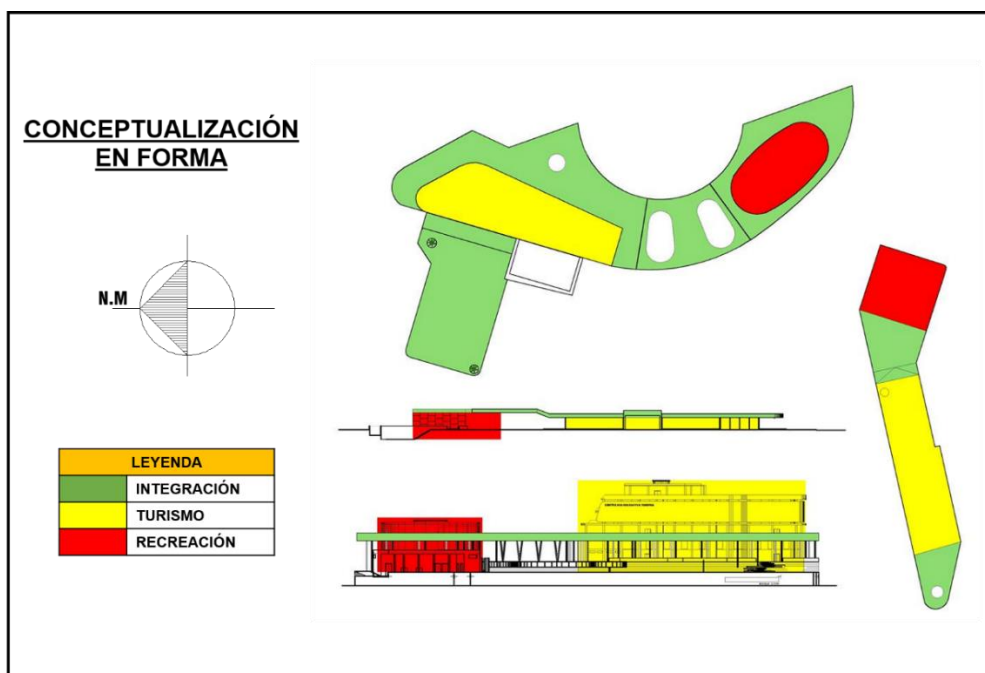 CONCEPTUALIZACIÓN
EN FORMA
N.M
LEYENDA
INTEGRACIÓN
TURISMO
RECREACIÓN